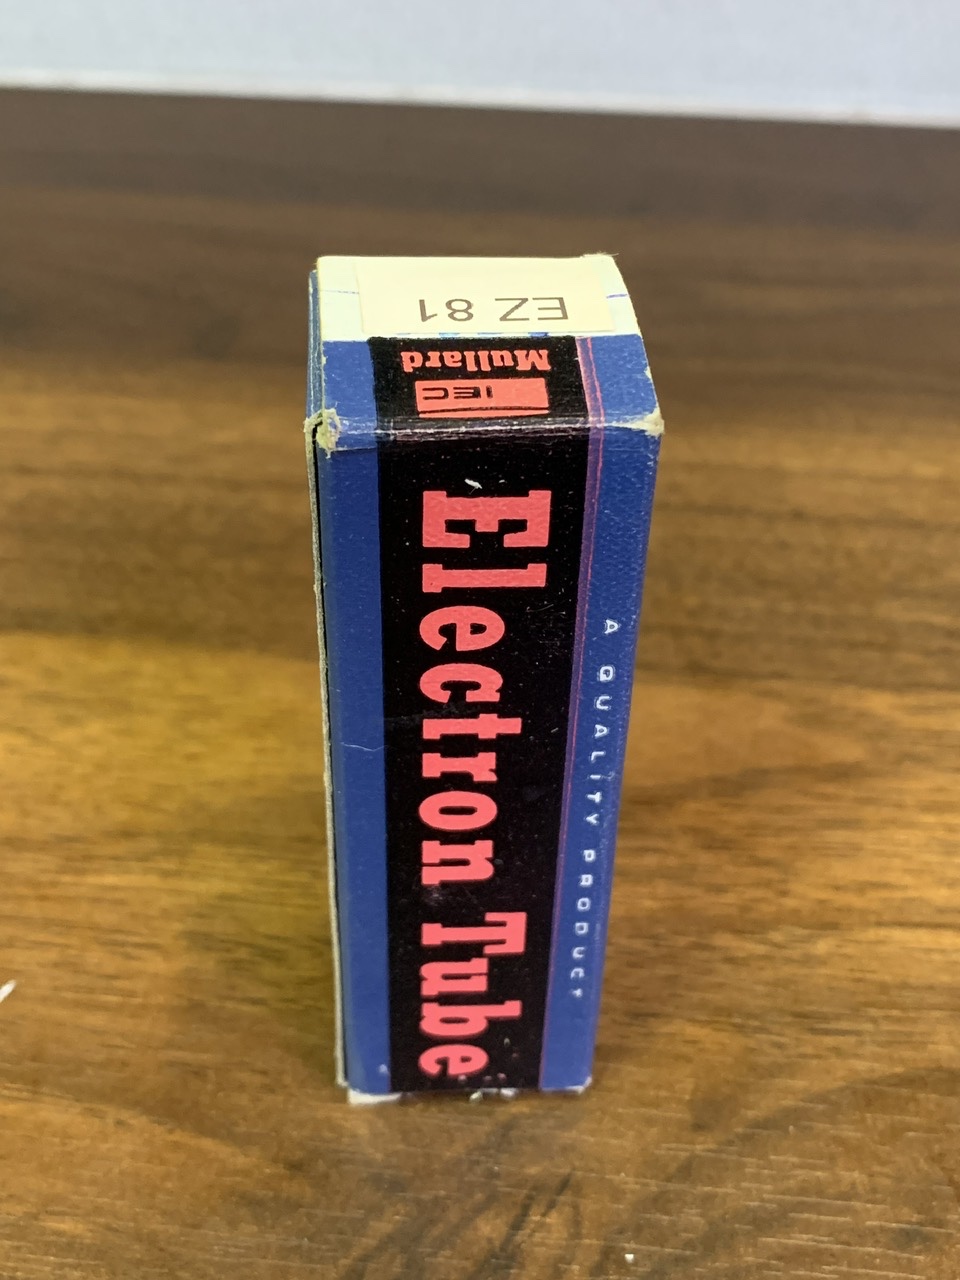 EZ 81
Mullard
IEC
Electron Tube
A QUALITY PRODUCT